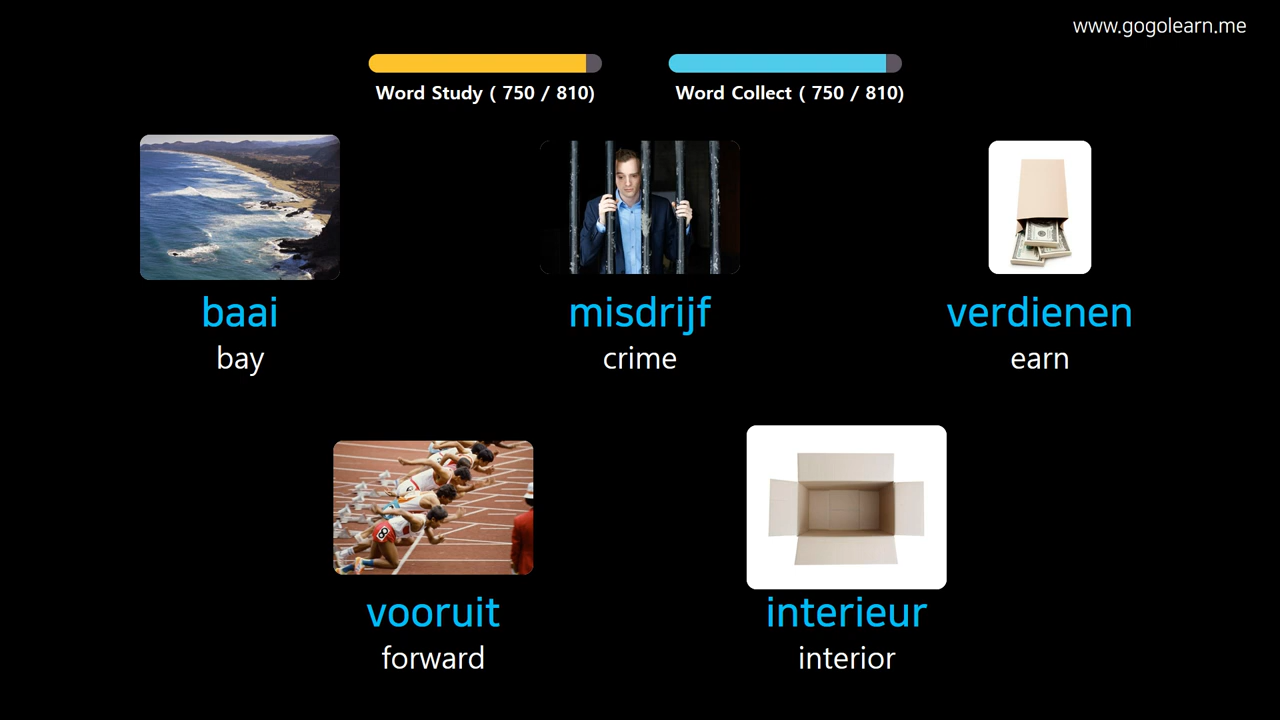 www.gogolearn.me
Word Study ( 750 / 810)
Word Collect ( 750 / 810)
baai
bay
misdrijf
crime
verdienen
earn
vooruit
forward
interieur
interior